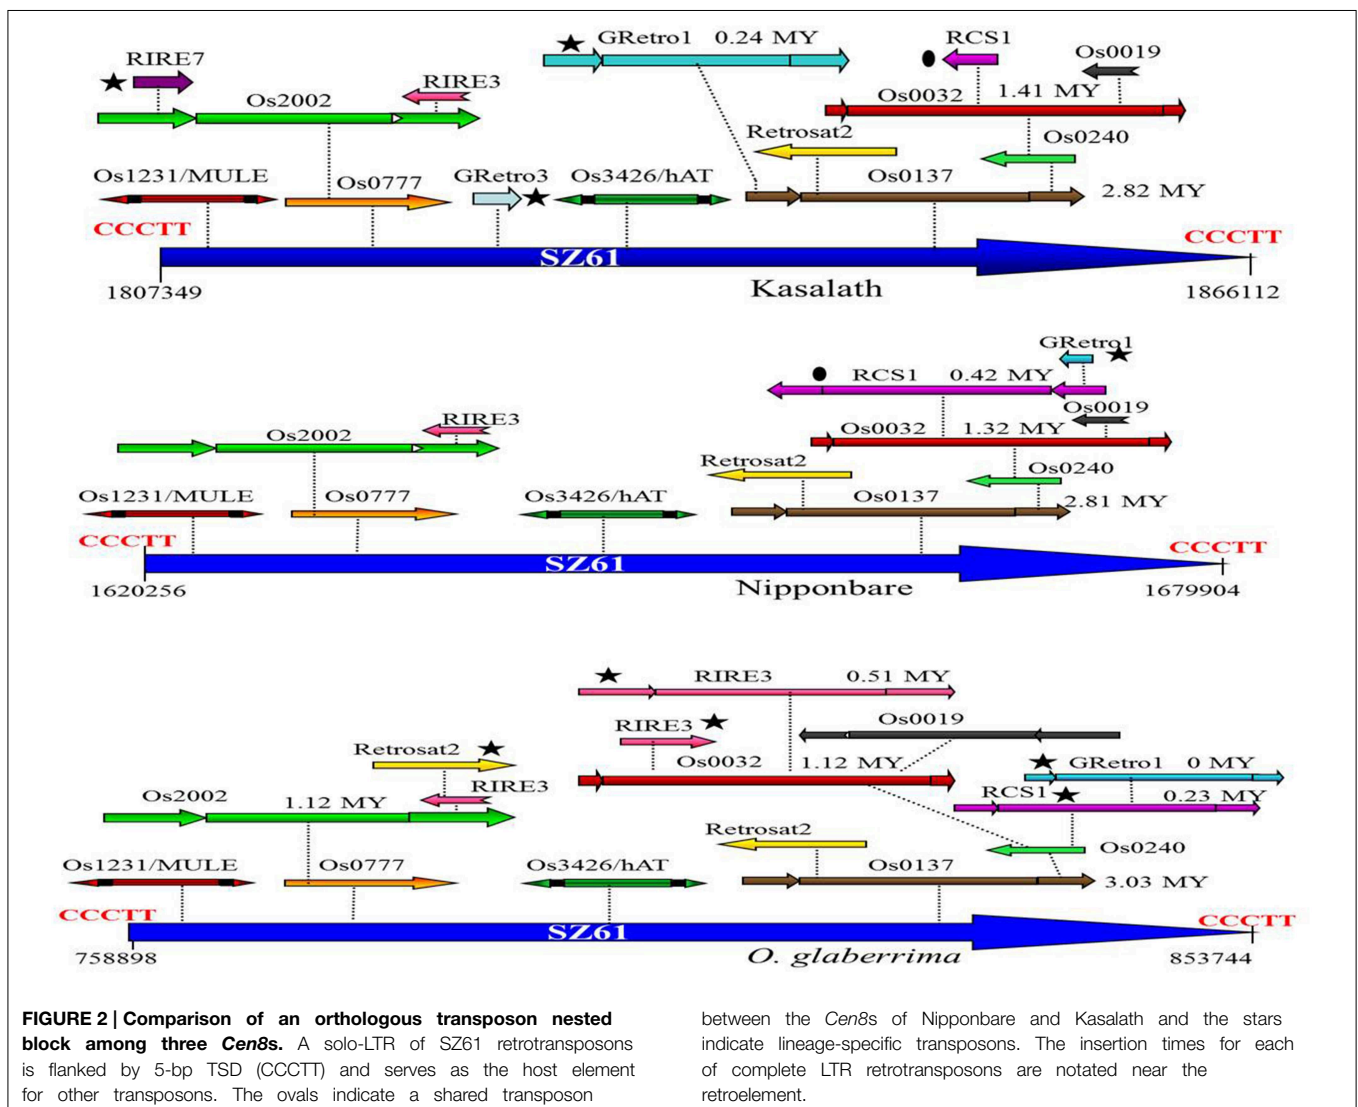 GRetro1 0.24 MY
RCS1
Os0019
RIRE7
RIRE3
Os2002
Os0032 1.41 MY
Retrosat2
Os0240
Os1231/MULE
Os0777
GRetro3
Os3426/hAT
Os0137
2.82 MY
CCCTT
CCCTT
SZ61
1807349
Kasalath
1866112
GRetro1
RCS1 0.42 MY
Os0019
RIRE3
Os2002
Os0032 1.32 MY
Retrosat2
Os0240
Os1231/MULE
Os0777
Os3426/hAT
Os0137
2.81 MY
CCCTT
CCCTT
SZ61
1620256
Nipponbare
1679904
RIRE3 0.51 MY
RIRE3
Os0019
Retrosat2
Os0032 1.12 MY
GRetro1 0 MY
RIRE3
RCS1 0.23 MY
Os2002 1.12 MY
Retrosat2
Os0240
Os1231/MULE
Os0777
Os3426/hAT
Os0137
3.03 MY
CCCTT
CCCTT
SZ61
758898
O. glaberrima
853744
FIGURE 2 | Comparison of an orthologous transposon nested
block among three Cen8s. A solo-LTR of SZ61 retrotransposons
is flanked by 5-bp TSD (CCCTT) and serves as the host element
for other transposons. The ovals indicate a shared transposon
between the Cen8s of Nipponbare and Kasalath and the stars
indicate lineage-specific transposons. The insertion times for each
of complete LTR retrotransposons are notated near the
retroelement.